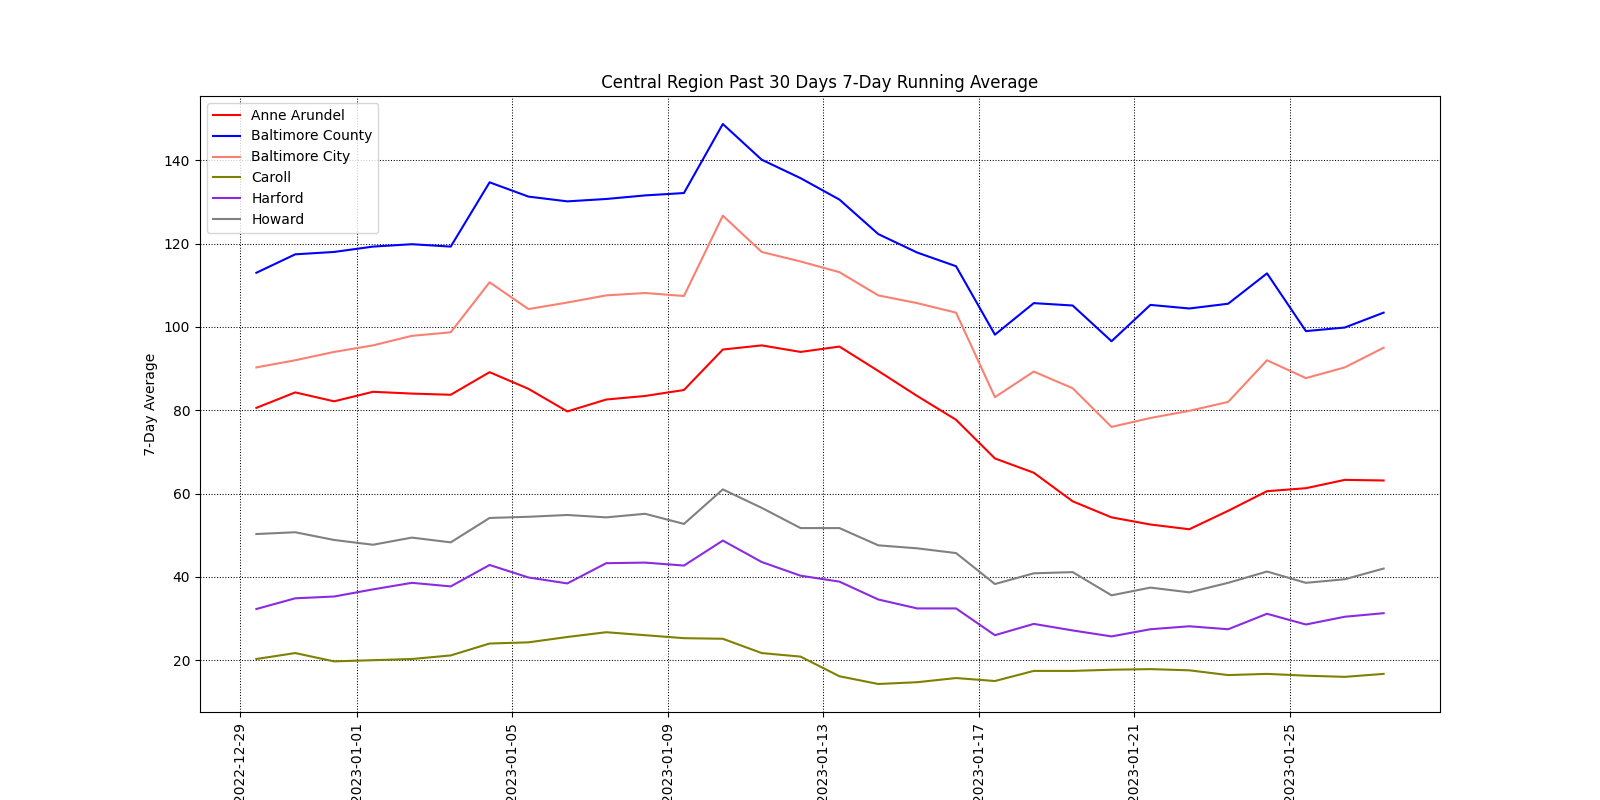 Central Region Past 30 Days 7-Day Running Average
Anne Arundel
Baltimore County
Baltimore City
Caroll
Harford
Howard
7-Day Average
140
120
100
80
60
40
20
2022-12-29
2023-01-01
2023-01-05
2023-01-09
2023-01-13
2023-01-17
2023-01-21
2023-01-25